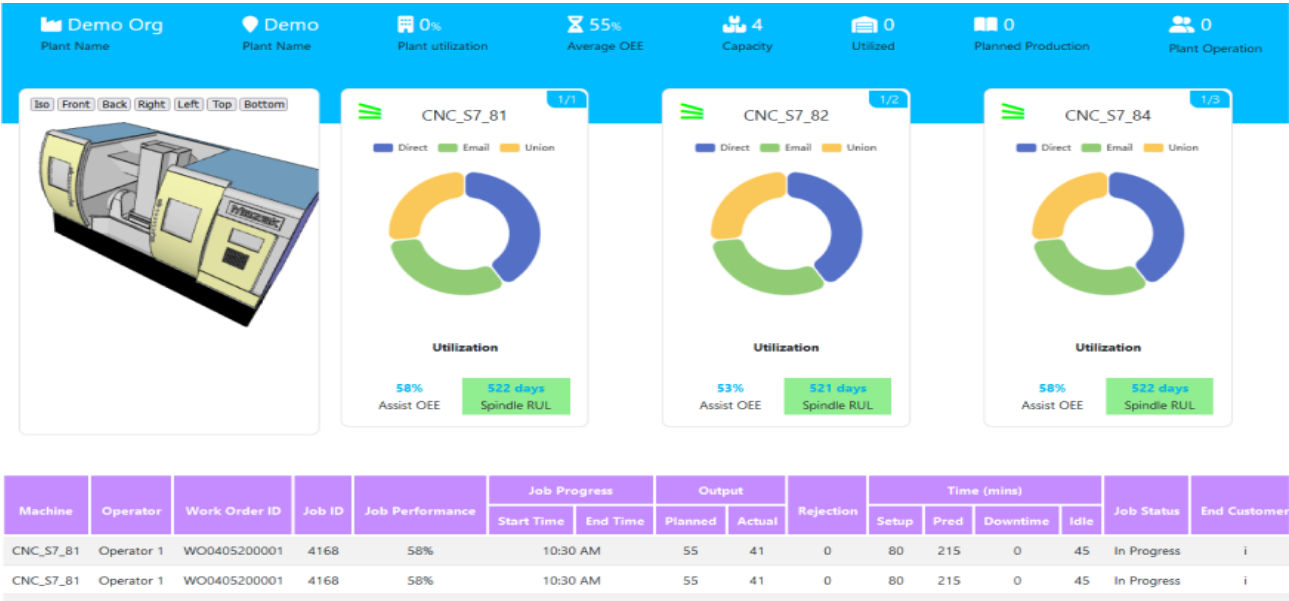 Demo Org Demo 0% 55% 4 0 0 0
Plant Name Plant Name Plant utilization Average OEE Capacity Utilized Planned Production Plant Operation
Iso Front Back Right Left Top Bottom
Mazak
1/1
CNC_S7_81
Direct Email Union
Utilization
58% 522 days
Assist OEE Spindle RUL
1/2
CNC_S7_82
Direct Email Union
Utilization
53% 521 days
Assist OEE Spindle RUL
1/3
CNC_S7_84
Direct Email Union
Utilization
58% 522 days
Assist OEE Spindle RUL
Job Progress Output Time (mins)
Machine Operator Work Order ID Job ID Job Performance Rejection Job Status End Customer
Start Time End Time Planned Actual Setup Pred Downtime Idle
CNC_S7_81 Operator 1 WO0405200001 4168 58% 10:30 AM 55 41 0 80 215 0 45 In Progress i
CNC_S7_81 Operator 1 WO0405200001 4168 58% 10:30 AM 55 41 0 80 215 0 45 In Progress i